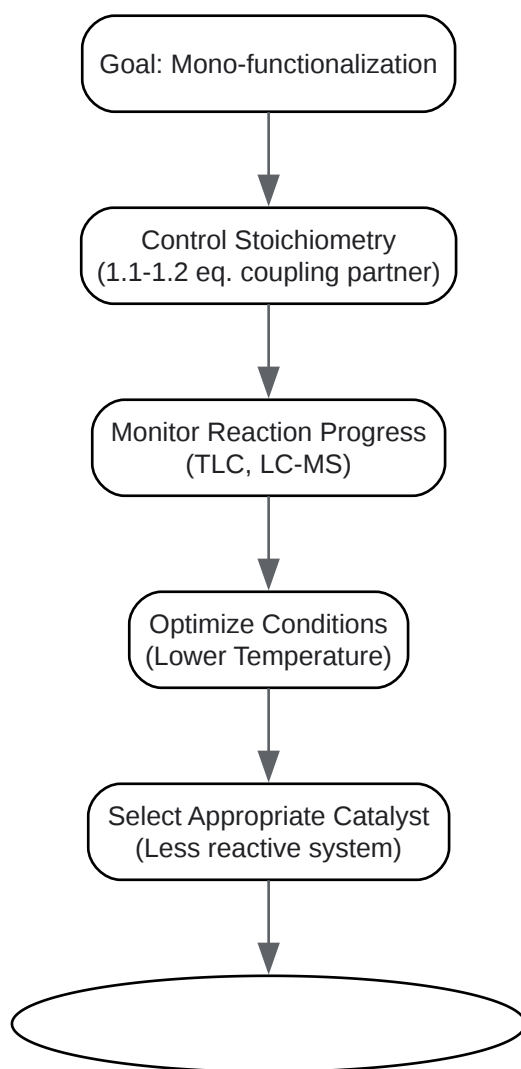 Goal: Mono-functionalization
Control Stoichiometry
(1.1-1.2 eq. coupling partner)
Monitor Reaction Progress
(TLC, LC-MS)
Optimize Conditions
(Lower Temperature)
Select Appropriate Catalyst
(Less reactive system)